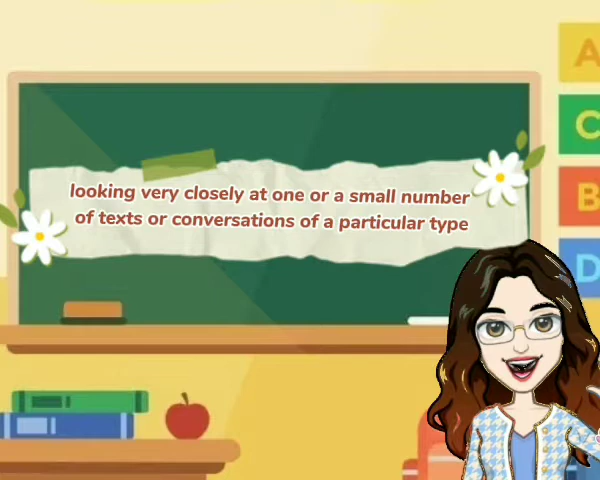 looking very closely at one or a small number
of texts or conversations of a particular type
A
C
B
D